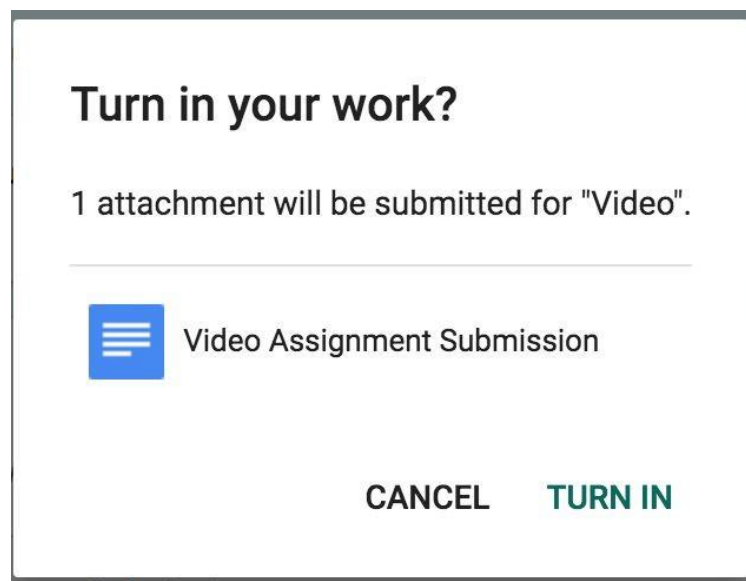 Turn in your work?
1 attachment will be submitted for "Video".
Video Assignment Submission
CANCEL TURN IN